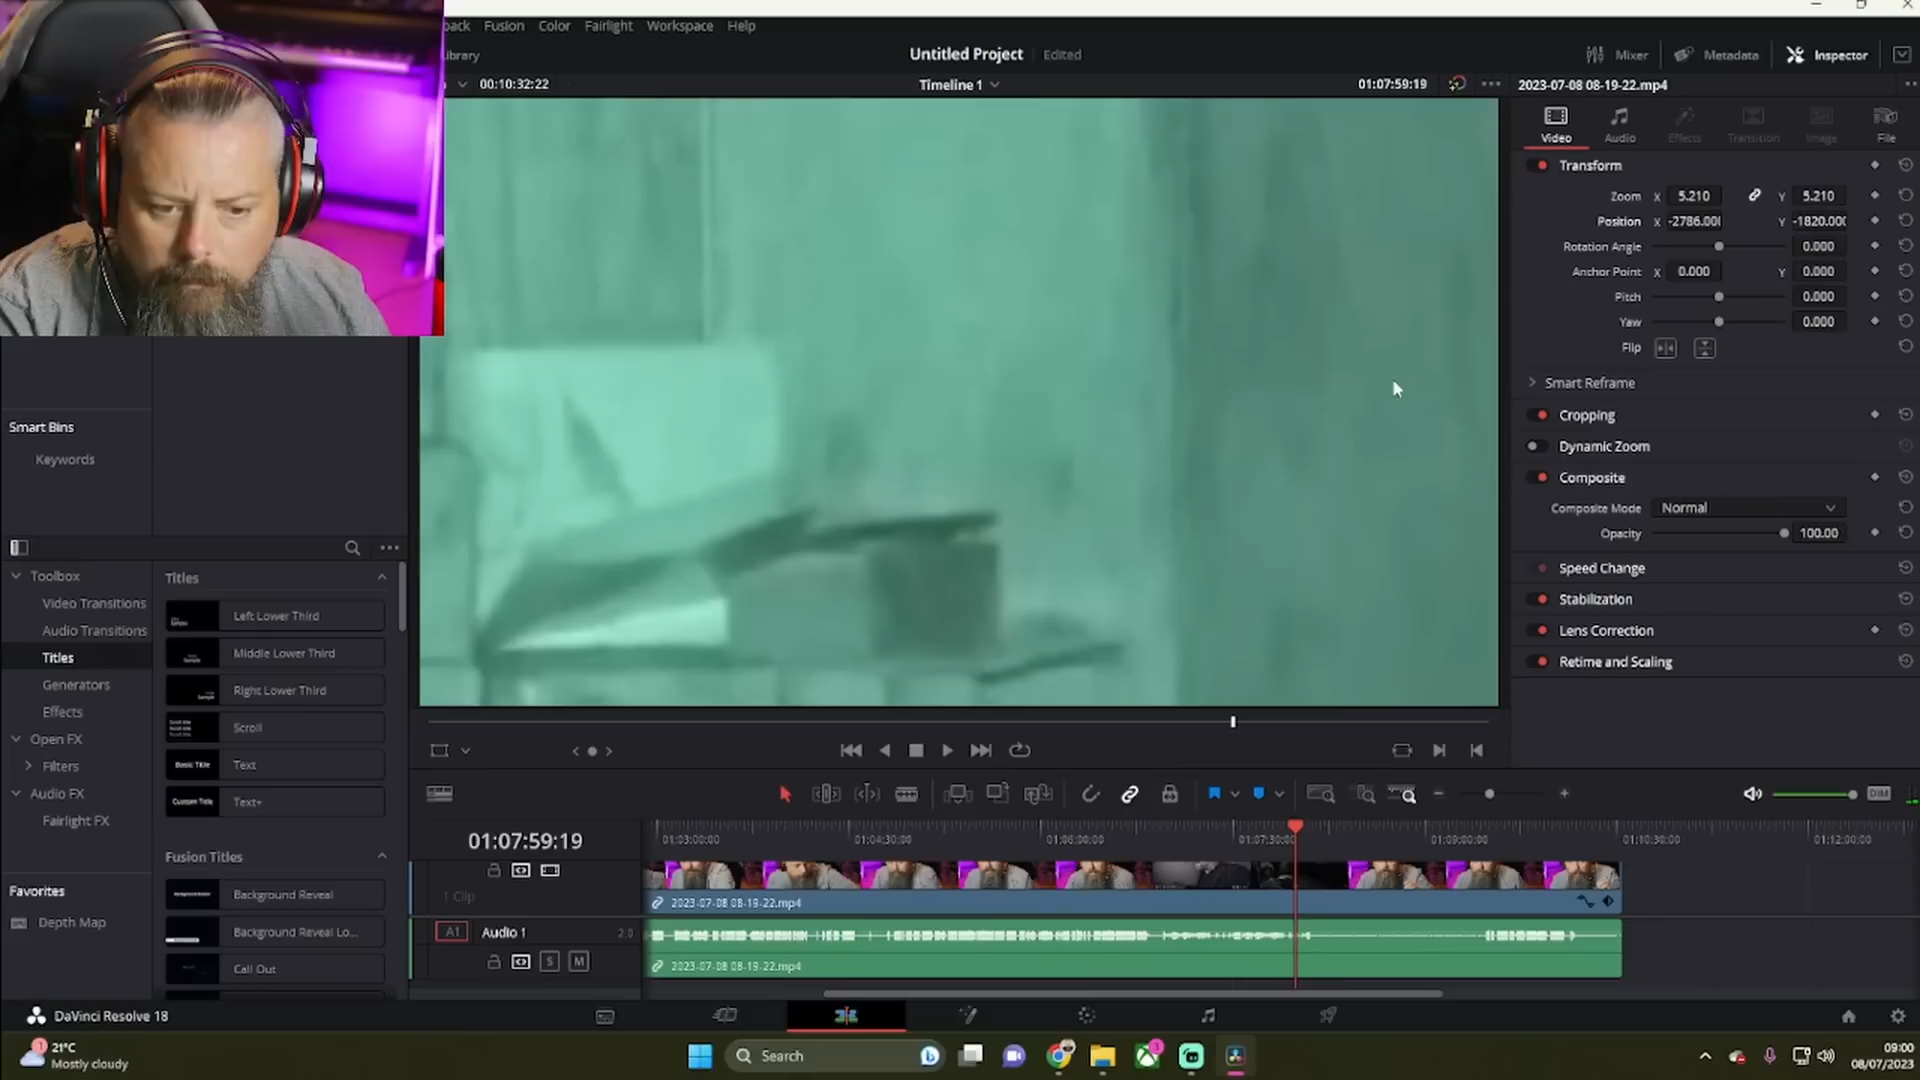 Fusion Color Fairlight Workspace Help
Untitled Project Edited
Mixer Metadata Inspector
00:10:32:22 Timeline 1 01:07:59:19 2023-07-08 08-19-22.mp4
Video Audio Effects Transition Image File
Transform
Zoom X 5.210 Y 5.210
Position X -2786.00 Y -1820.00
Rotation Angle 0.000
Anchor Point X 0.000 Y 0.000
Pitch 0.000
Yaw 0.000
Flip
Smart Reframe
Cropping
Dynamic Zoom
Composite
Composite Mode Normal
Opacity 100.00
Speed Change
Stabilization
Lens Correction
Retime and Scaling
Smart Bins
Keywords
Toolbox
Video Transitions
Audio Transitions
Titles
Generators
Effects
Open FX
Filters
Audio FX
Fairlight FX
Favorites
Depth Map
Titles
Left Lower Third
Middle Lower Third
Right Lower Third
Scroll
Basic Title Text
Custom Title Text+
Fusion Titles
Background Reveal
Background Reveal Lo...
Call Out
DIM
01:07:59:19
01:03:00:00 01:04:30:00 01:06:00:00 01:07:30:00 01:09:00:00 01:10:30:00 01:12:00:00
1 Clip
2023-07-08 08-19-22.mp4
A1 Audio 1 2.0
S M
2023-07-08 08-19-22.mp4
DaVinci Resolve 18
21°C
Mostly cloudy
Search
09:00
08/07/2023